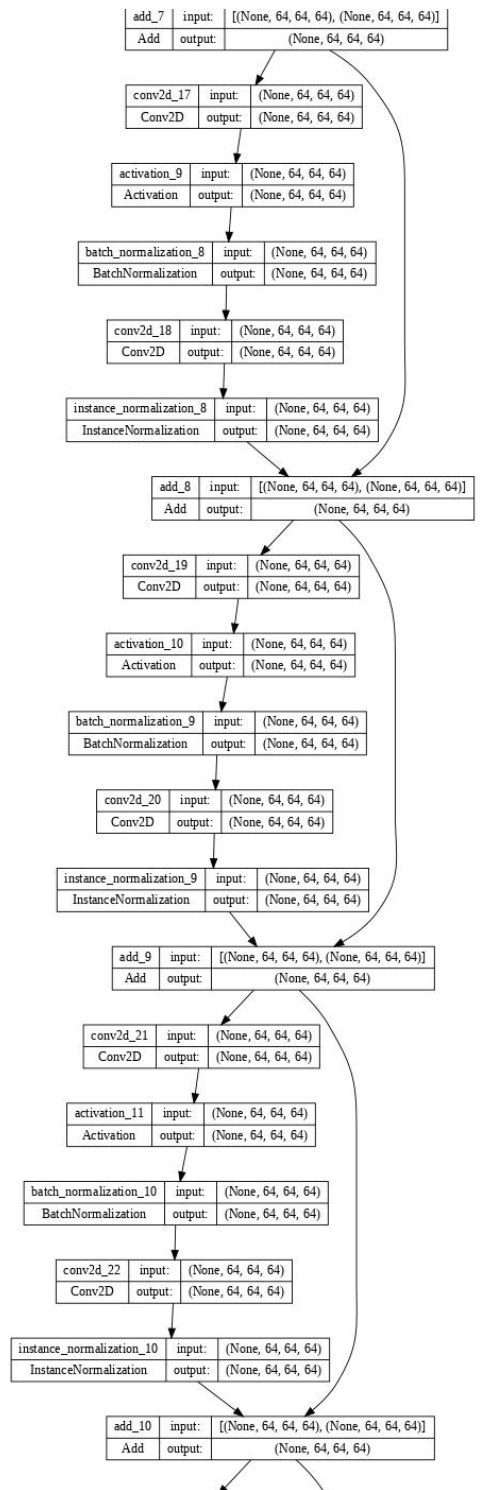 add_7 input: [(None, 64, 64, 64), (None, 64, 64, 64)]
Add output: (None, 64, 64, 64)
conv2d_17 input: (None, 64, 64, 64)
Conv2D output: (None, 64, 64, 64)
activation_9 input: (None, 64, 64, 64)
Activation output: (None, 64, 64, 64)
batch_normalization_8 input: (None, 64, 64, 64)
BatchNormalization output: (None, 64, 64, 64)
conv2d_18 input: (None, 64, 64, 64)
Conv2D output: (None, 64, 64, 64)
instance_normalization_8 input: (None, 64, 64, 64)
InstanceNormalization output: (None, 64, 64, 64)
add_8 input: [(None, 64, 64, 64), (None, 64, 64, 64)]
Add output: (None, 64, 64, 64)
conv2d_19 input: (None, 64, 64, 64)
Conv2D output: (None, 64, 64, 64)
activation_10 input: (None, 64, 64, 64)
Activation output: (None, 64, 64, 64)
batch_normalization_9 input: (None, 64, 64, 64)
BatchNormalization output: (None, 64, 64, 64)
conv2d_20 input: (None, 64, 64, 64)
Conv2D output: (None, 64, 64, 64)
instance_normalization_9 input: (None, 64, 64, 64)
InstanceNormalization output: (None, 64, 64, 64)
add_9 input: [(None, 64, 64, 64), (None, 64, 64, 64)]
Add output: (None, 64, 64, 64)
conv2d_21 input: (None, 64, 64, 64)
Conv2D output: (None, 64, 64, 64)
activation_11 input: (None, 64, 64, 64)
Activation output: (None, 64, 64, 64)
batch_normalization_10 input: (None, 64, 64, 64)
BatchNormalization output: (None, 64, 64, 64)
conv2d_22 input: (None, 64, 64, 64)
Conv2D output: (None, 64, 64, 64)
instance_normalization_10 input: (None, 64, 64, 64)
InstanceNormalization output: (None, 64, 64, 64)
add_10 input: [(None, 64, 64, 64), (None, 64, 64, 64)]
Add output: (None, 64, 64, 64)